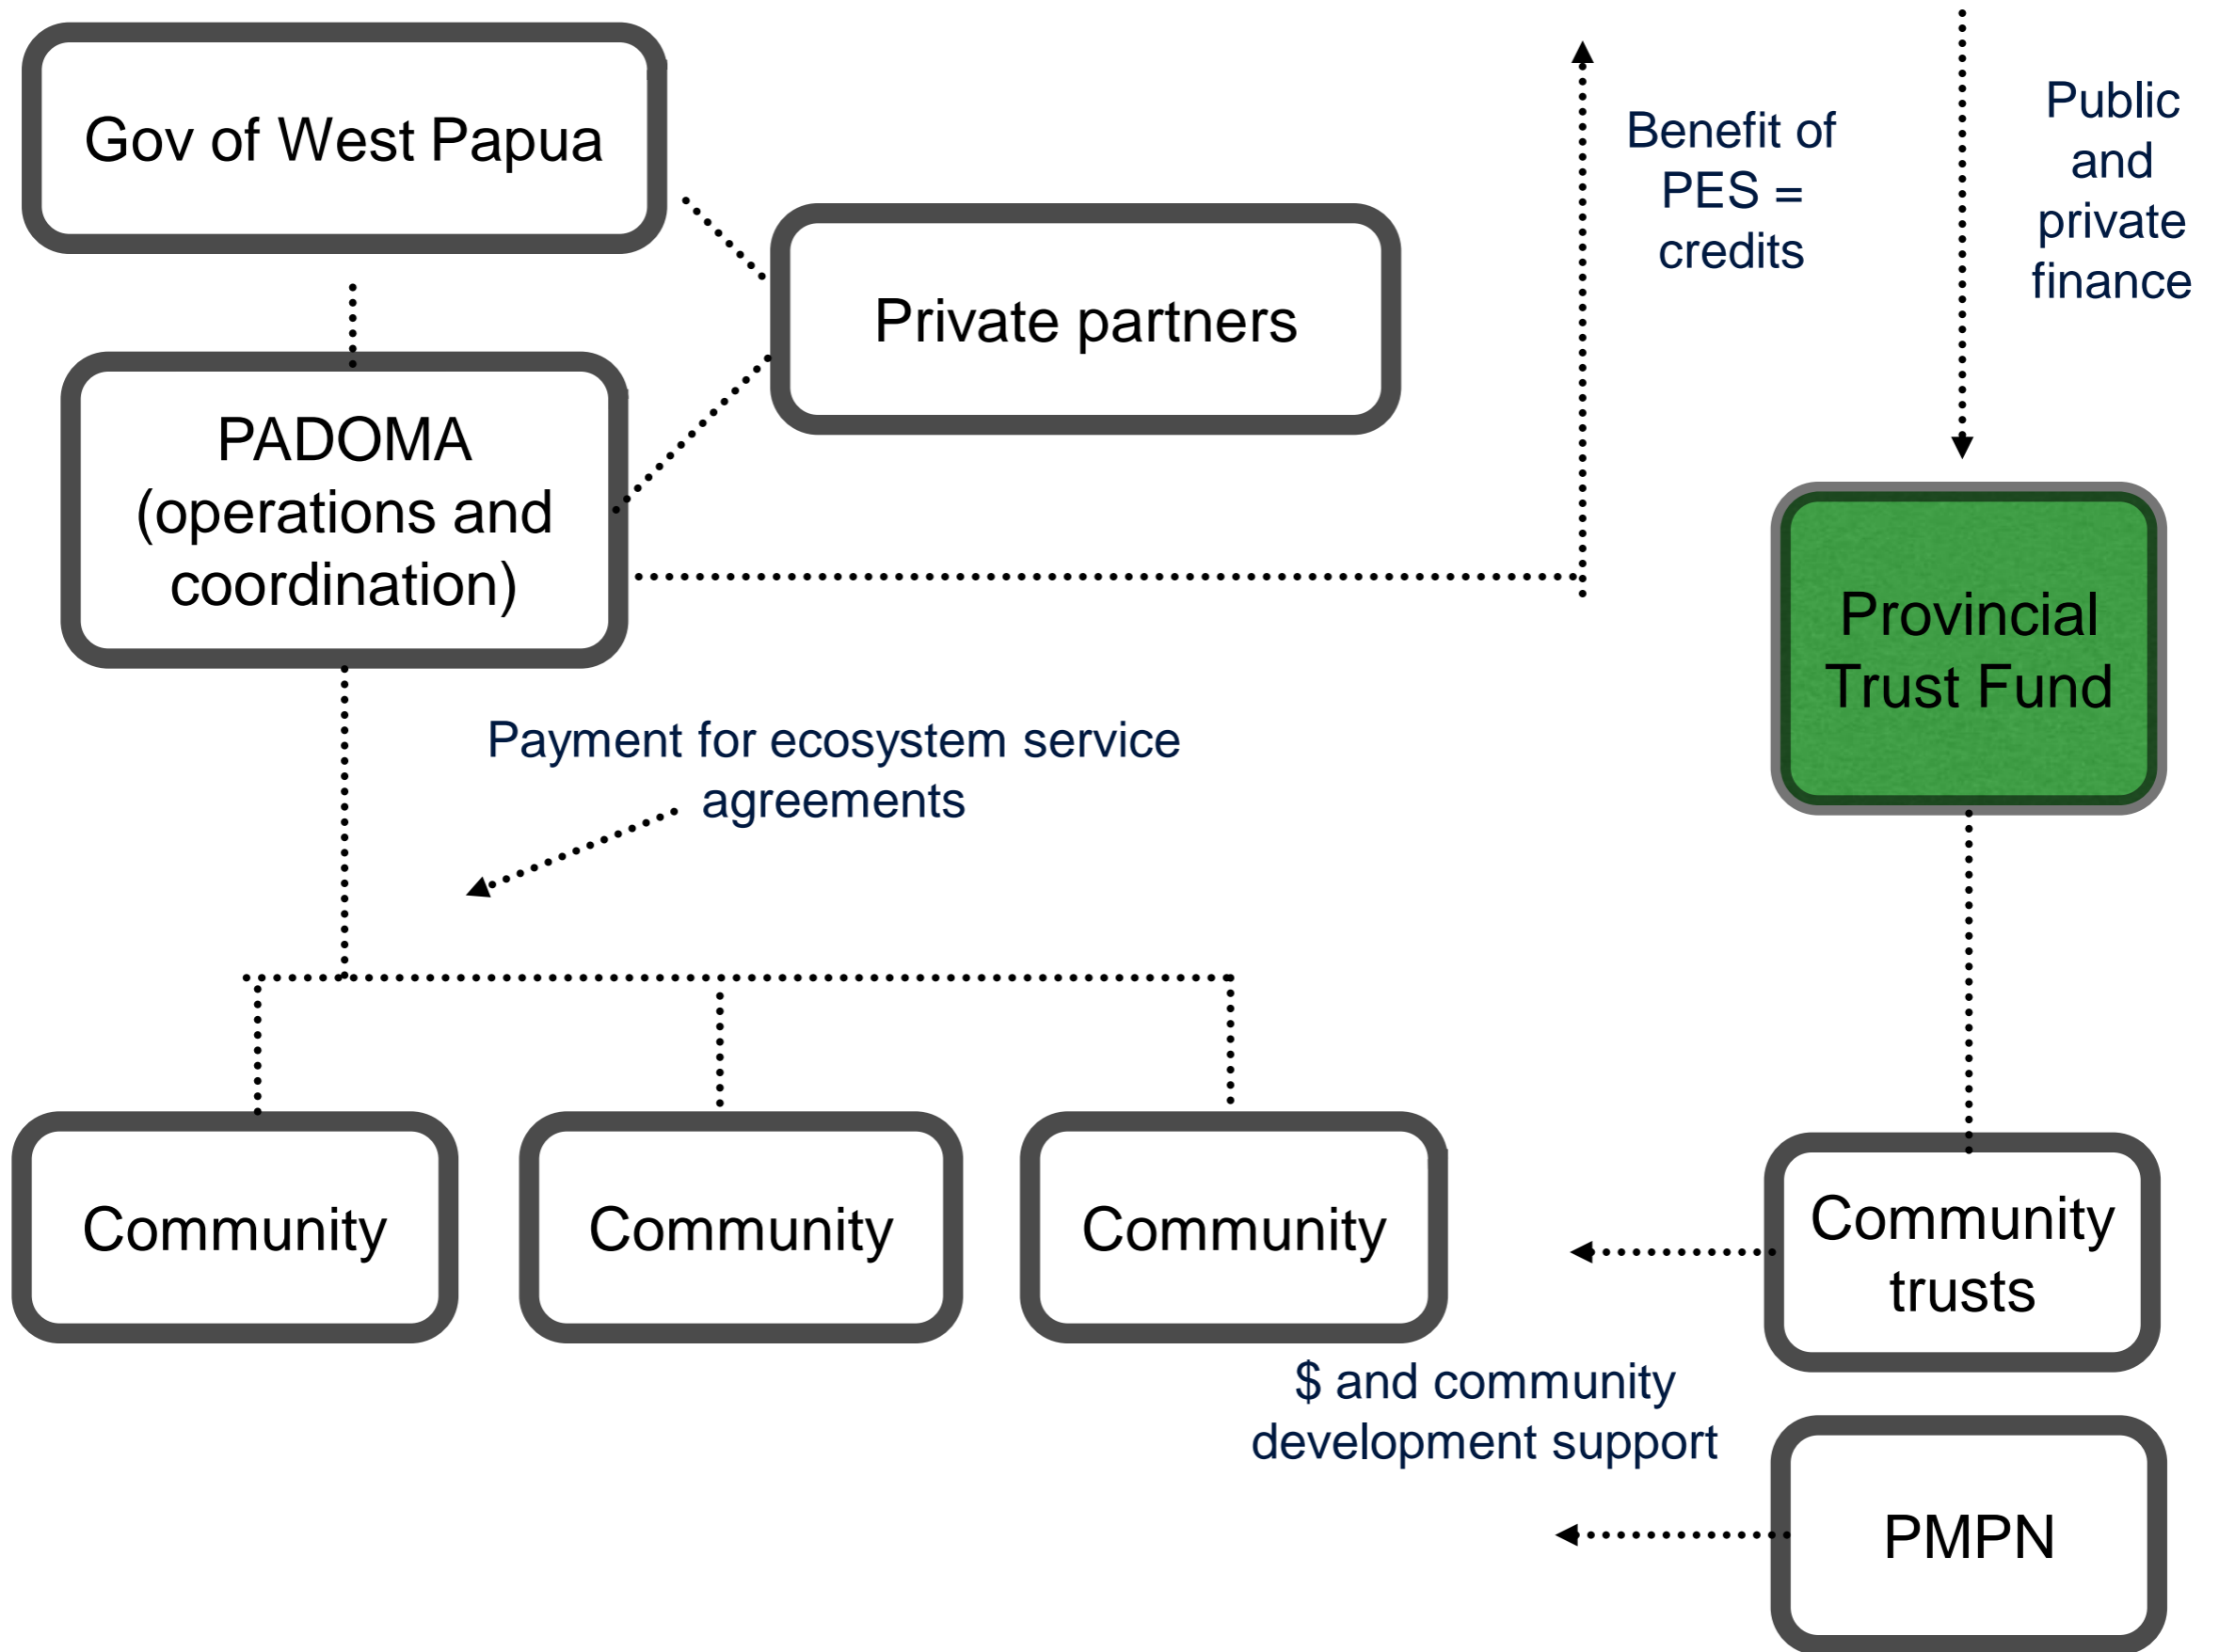 Gov of West Papua
Private partners
Benefit of
PES =
credits
Public
and
private
finance
PADOMA
(operations and
coordination)
Provincial
Trust Fund
Payment for ecosystem service
agreements
Community
Community
Community
Community
trusts
$ and community
development support
PMPN